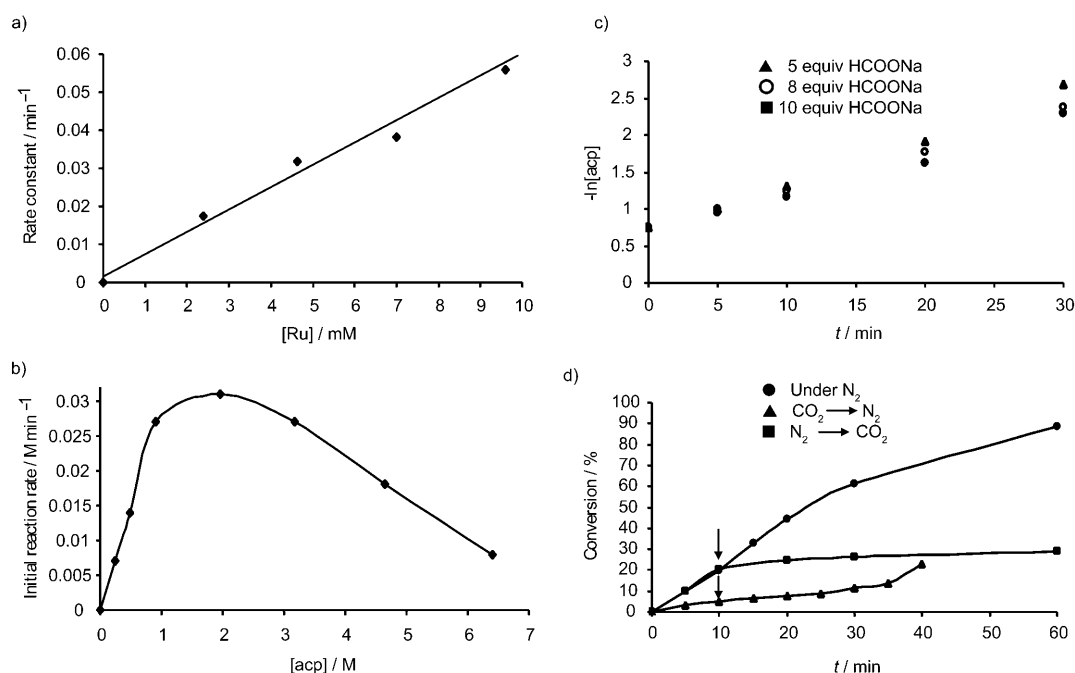 a)
0.06
0.05
0.04
0.03
0.02
0.01
0
Rate constant / min⁻¹
0 1 2 3 4 5 6 7 8 9 10
[Ru] / mM
b)
0.03
0.025
0.02
0.015
0.01
0.005
0
Initial reaction rate / M min⁻¹
0 1 2 3 4 5 6 7
[acp] / M
c)
3
2.5
2
1.5
1
0.5
0
-ln[acp]
5 equiv HCOONa
8 equiv HCOONa
10 equiv HCOONa
0 5 10 15 20 25 30
t / min
d)
Under N₂
CO₂ → N₂
N₂ → CO₂
100
90
80
70
60
50
40
30
20
10
0
Conversion / %
0 10 20 30 40 50 60
t / min